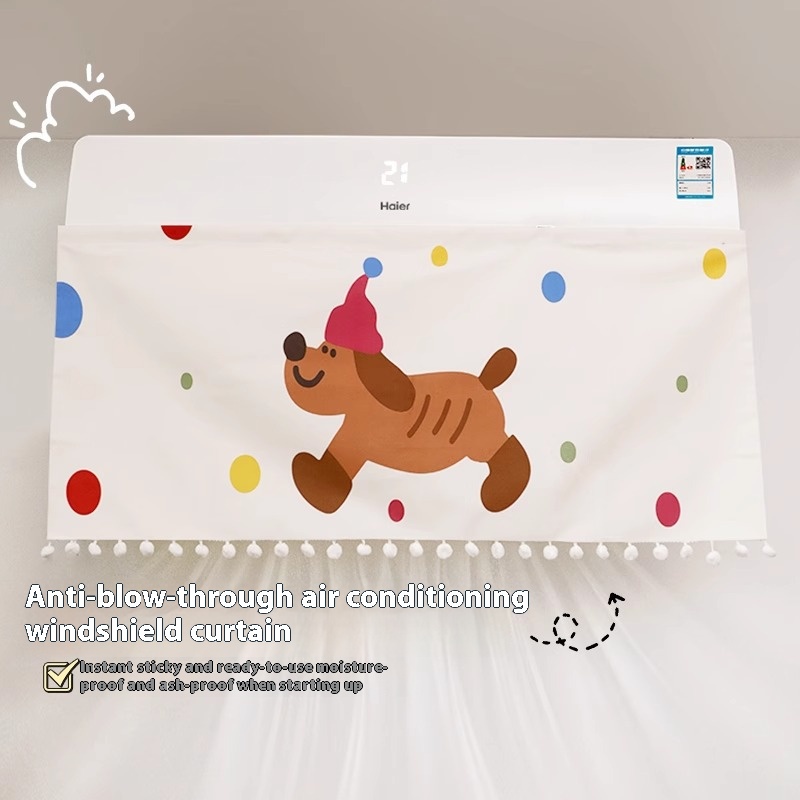 21
Haier
Anti-blow-through air conditioning
windshield curtain
Instant sticky and ready-to-use moisture-
proof and ash-proof when starting up